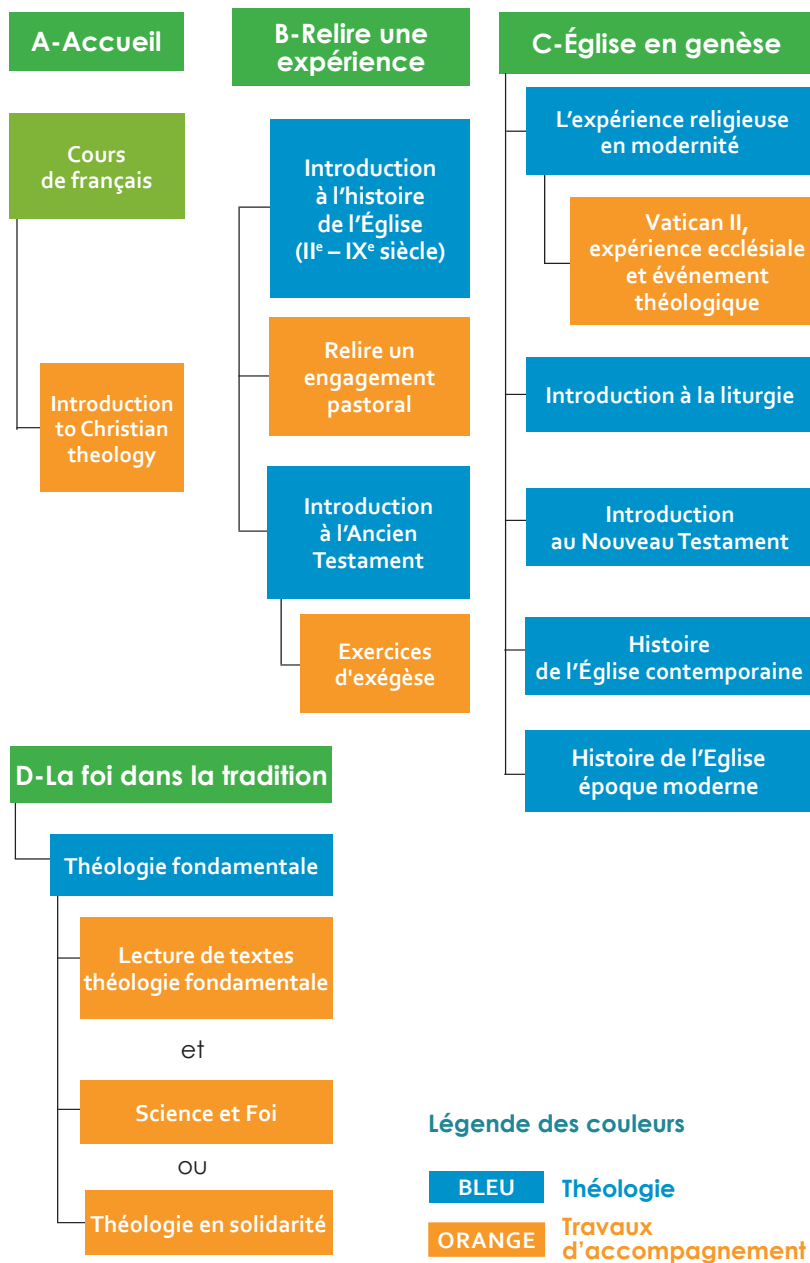 A-Accueil
Cours
de français
Introduction
to Christian
theology
B-Relire une
expérience
Introduction
à l'histoire
de l'Église
(IIe – IXe siècle)
Relire un
engagement
pastoral
Introduction
à l'Ancien
Testament
Exercices
d'exégèse
C-Église en genèse
L'expérience religieuse
en modernité
Vatican II,
expérience ecclésiale
et événement
théologique
Introduction à la liturgie
Introduction
au Nouveau Testament
Histoire
de l'Église contemporaine
Histoire de l'Eglise
époque moderne
D-La foi dans la tradition
Théologie fondamentale
Lecture de textes
théologie fondamentale
et
Science et Foi
ou
Théologie en solidarité
Légende des couleurs
BLEU Théologie
ORANGE Travaux
d'accompagnement